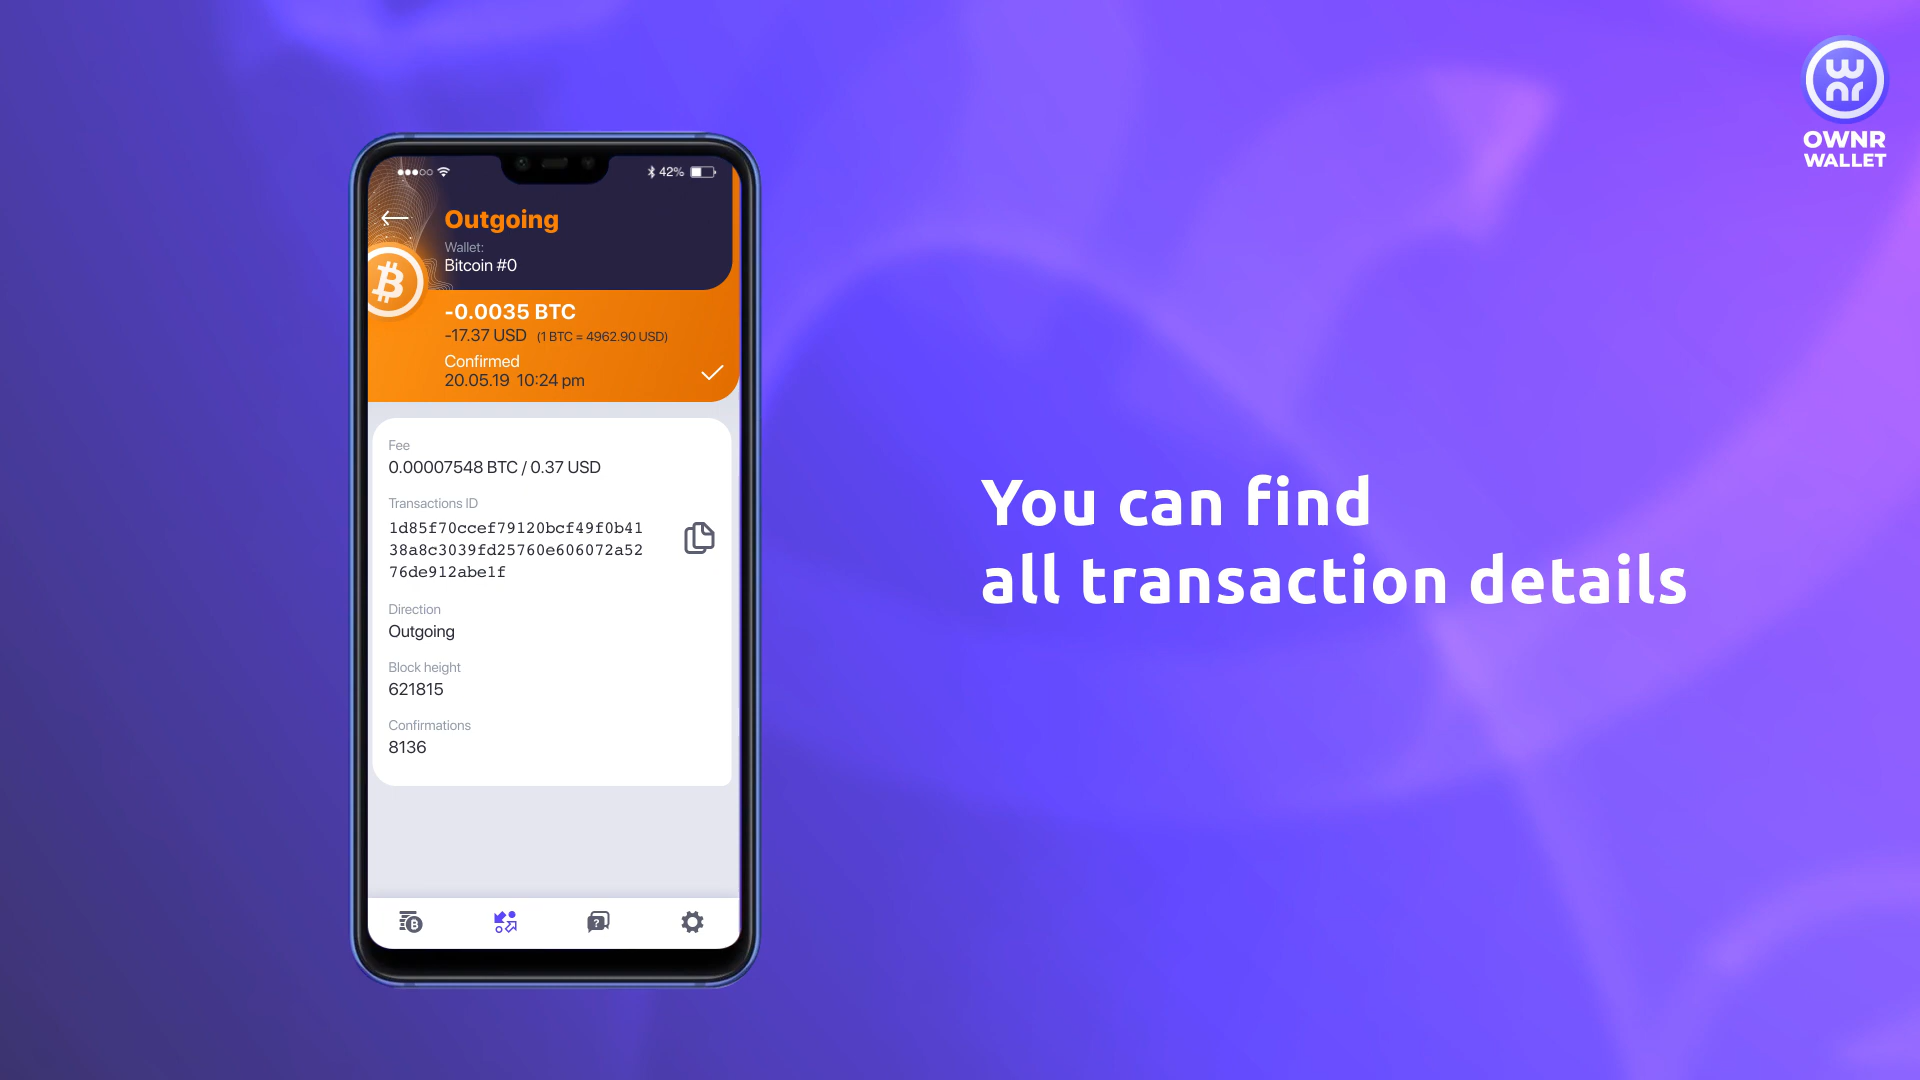 42%
Outgoing
Wallet:
Bitcoin #0
-0.0035 BTC
-17.37 USD (1 BTC = 4962.90 USD)
Confirmed
20.05.19 10:24 pm
Fee
0.00007548 BTC / 0.37 USD
Transactions ID
1d85f70ccef79120bcf49f0b41
38a8c3039fd25760e606072a52
76de912abe1f
Direction
Outgoing
Block height
621815
Confirmations
8136
You can find
all transaction details
OWNR
WALLET